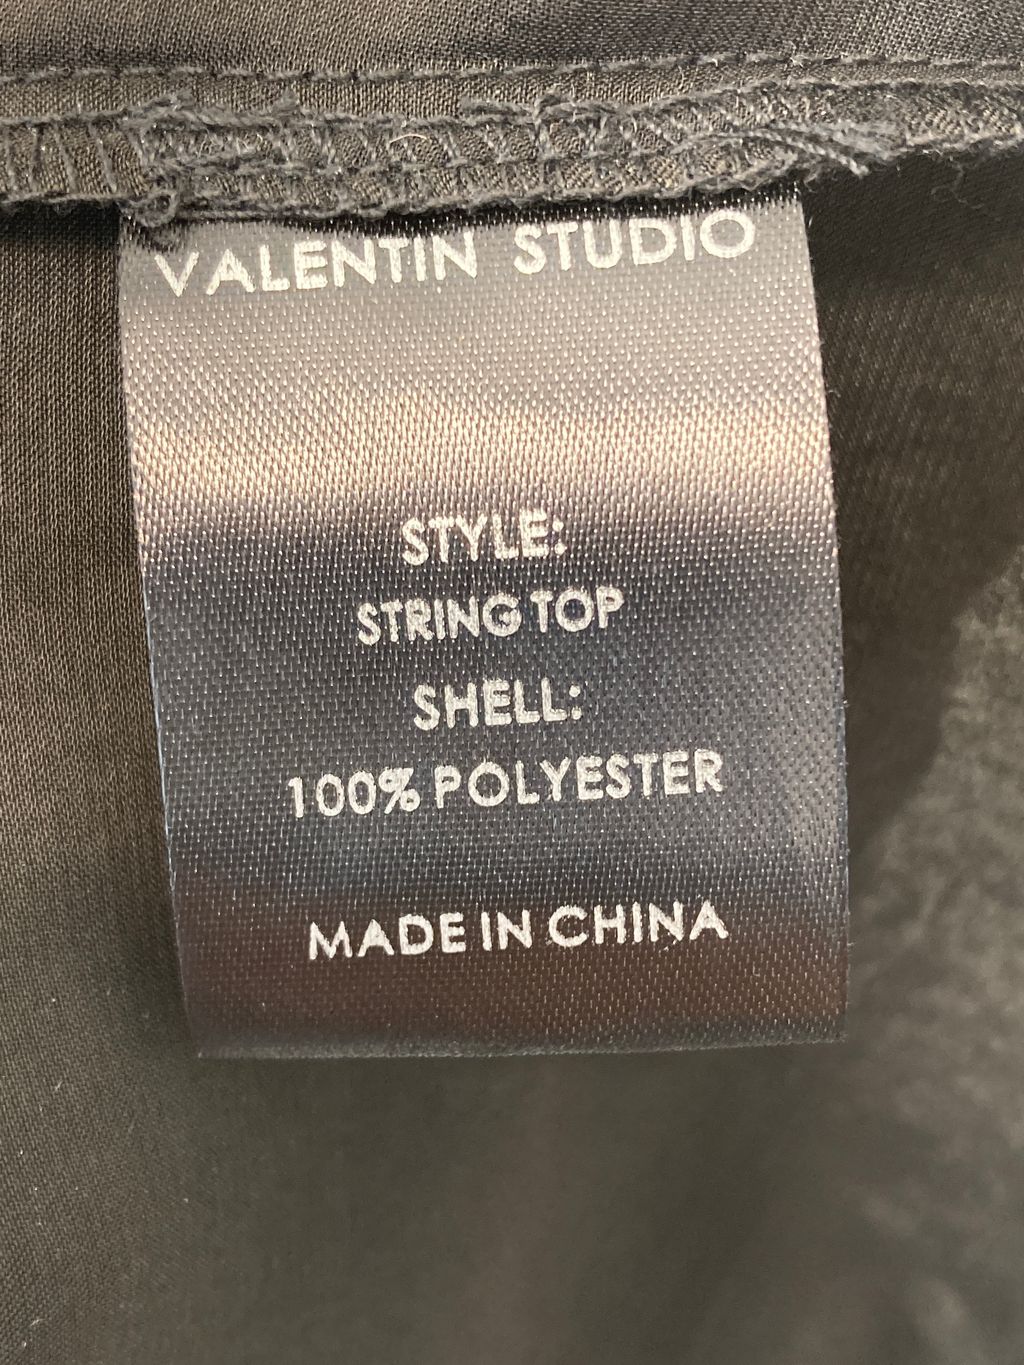 VALENTIN STUDIO
STYLE:
STRING TOP
SHELL:
100% POLYESTER
MADE IN CHINA